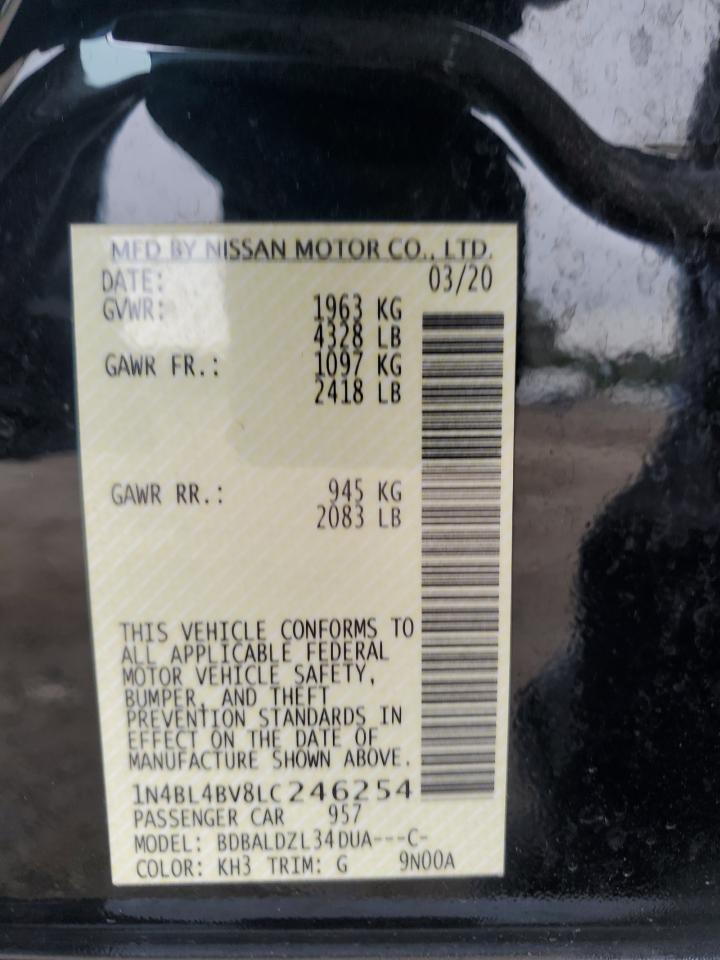 MFD BY NISSAN MOTOR CO., LTD.
DATE: 03/20
GVWR: 1963 KG
4328 LB
GAWR FR.: 1097 KG
2418 LB
GAWR RR.: 945 KG
2083 LB
THIS VEHICLE CONFORMS TO
ALL APPLICABLE FEDERAL
MOTOR VEHICLE SAFETY,
BUMPER, AND THEFT
PREVENTION STANDARDS IN
EFFECT ON THE DATE OF
MANUFACTURE SHOWN ABOVE.
1N4BL4BV8LC246254
PASSENGER CAR 957
MODEL: BDBALDZL34DUA---C-
COLOR: KH3 TRIM: G 9N00A